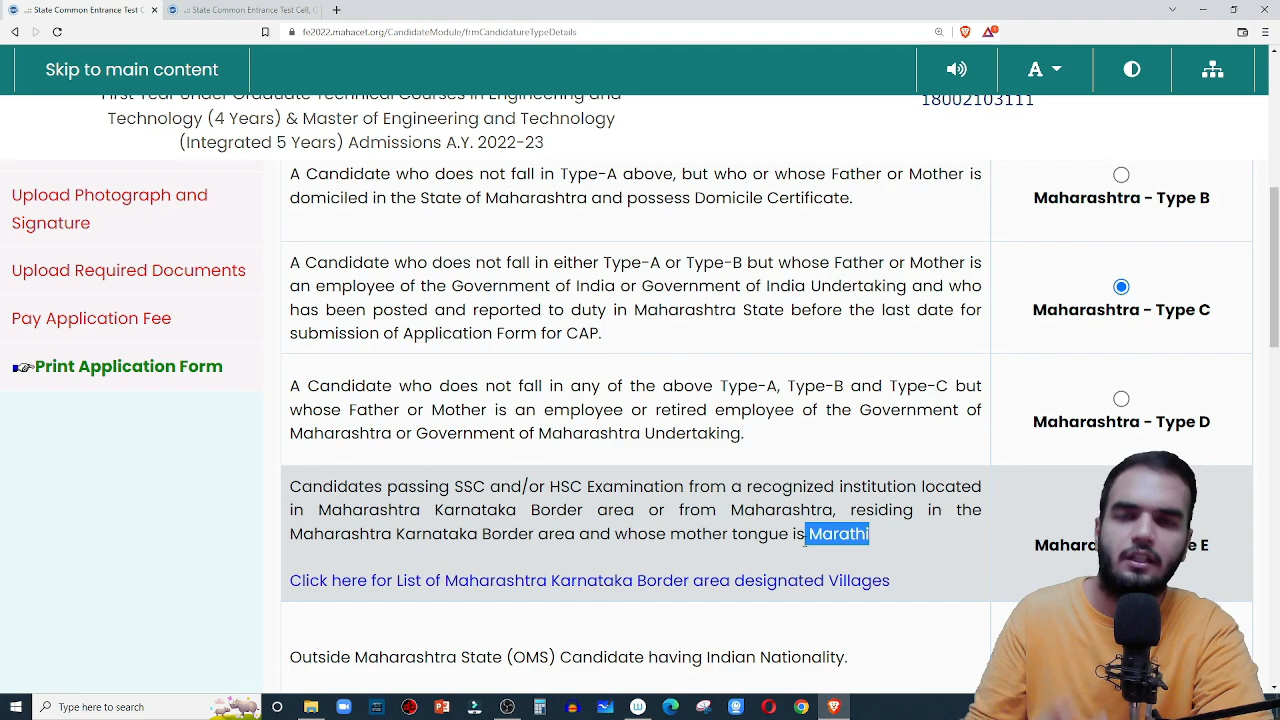 .:: State Common Entrance Test C
.:: State Common Entrance Test Cell, G
fe2022.mahacet.org/CandidateModule/frmCandidatureTypeDetails
Skip to main content
A
First Year Under Graduate Technical Courses in Engineering and
Technology (4 Years) & Master of Engineering and Technology
(Integrated 5 Years) Admissions A.Y. 2022-23
18002103111
Upload Photograph and
Signature
Upload Required Documents
Pay Application Fee
Print Application Form
A Candidate who does not fall in Type-A above, but who or whose Father or Mother is
domiciled in the State of Maharashtra and possess Domicile Certificate.
Maharashtra - Type B
A Candidate who does not fall in either Type-A or Type-B but whose Father or Mother is
an employee of the Government of India or Government of India Undertaking and who
has been posted and reported to duty in Maharashtra State before the last date for
submission of Application Form for CAP.
Maharashtra - Type C
A Candidate who does not fall in any of the above Type-A, Type-B and Type-C but
whose Father or Mother is an employee or retired employee of the Government of
Maharashtra or Government of Maharashtra Undertaking.
Maharashtra - Type D
Candidates passing SSC and/or HSC Examination from a recognized institution located
in Maharashtra Karnataka Border area or from Maharashtra, residing in the
Maharashtra Karnataka Border area and whose mother tongue is Marathi
Click here for List of Maharashtra Karnataka Border area designated Villages
E
Outside Maharashtra State (OMS) Candidate having Indian Nationality.
Type here to search